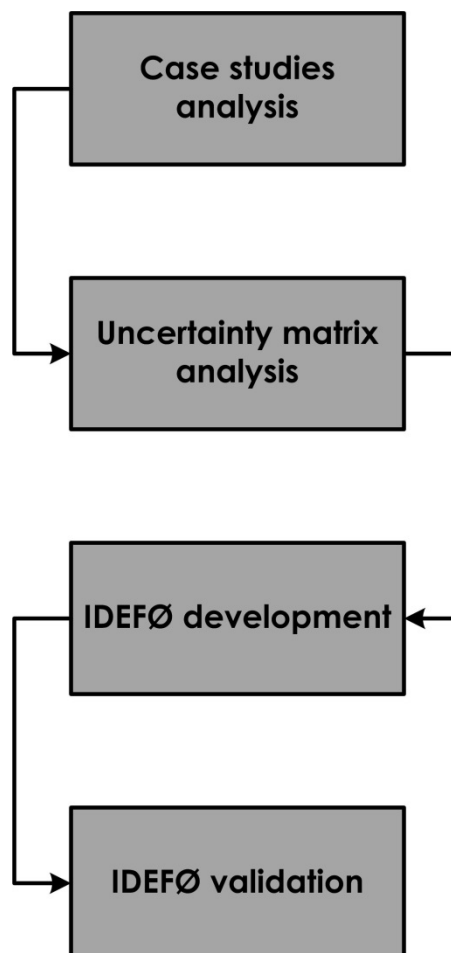 Case studies
analysis
Uncertainty matrix
analysis
IDEFØ development
IDEFØ validation